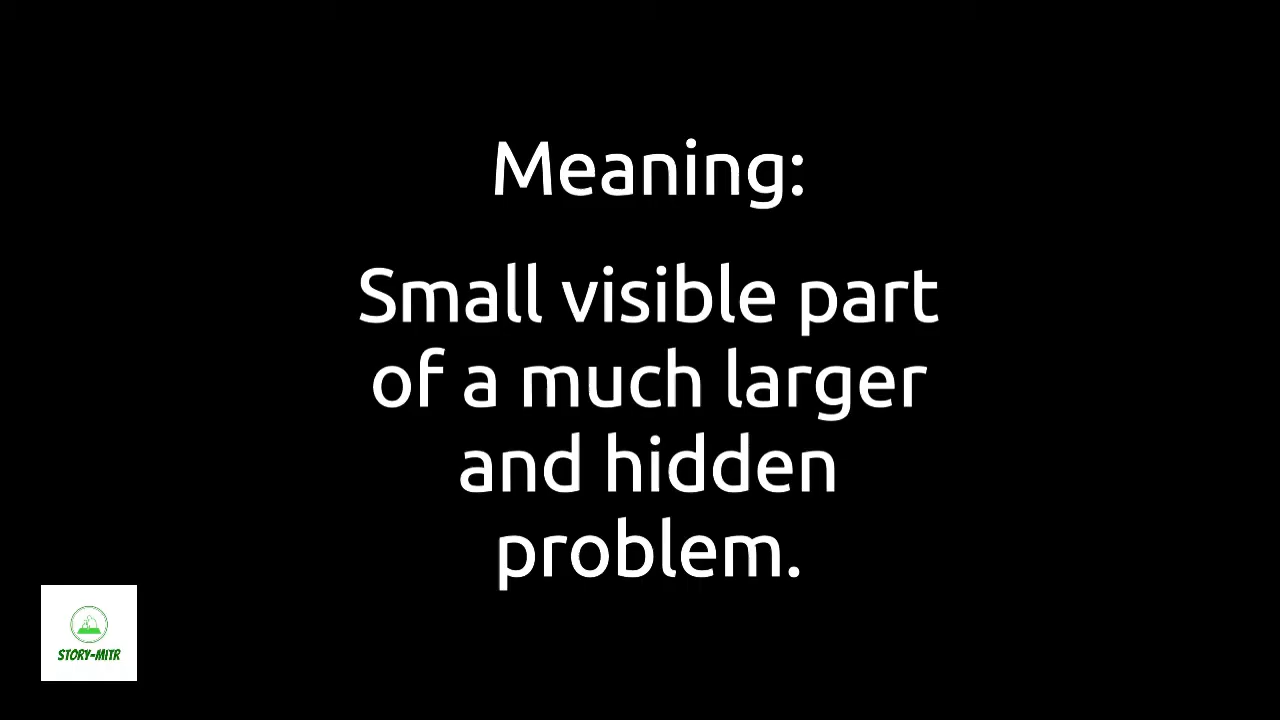 Meaning:
Small visible part
of a much larger
and hidden
problem.
STORY-MITR